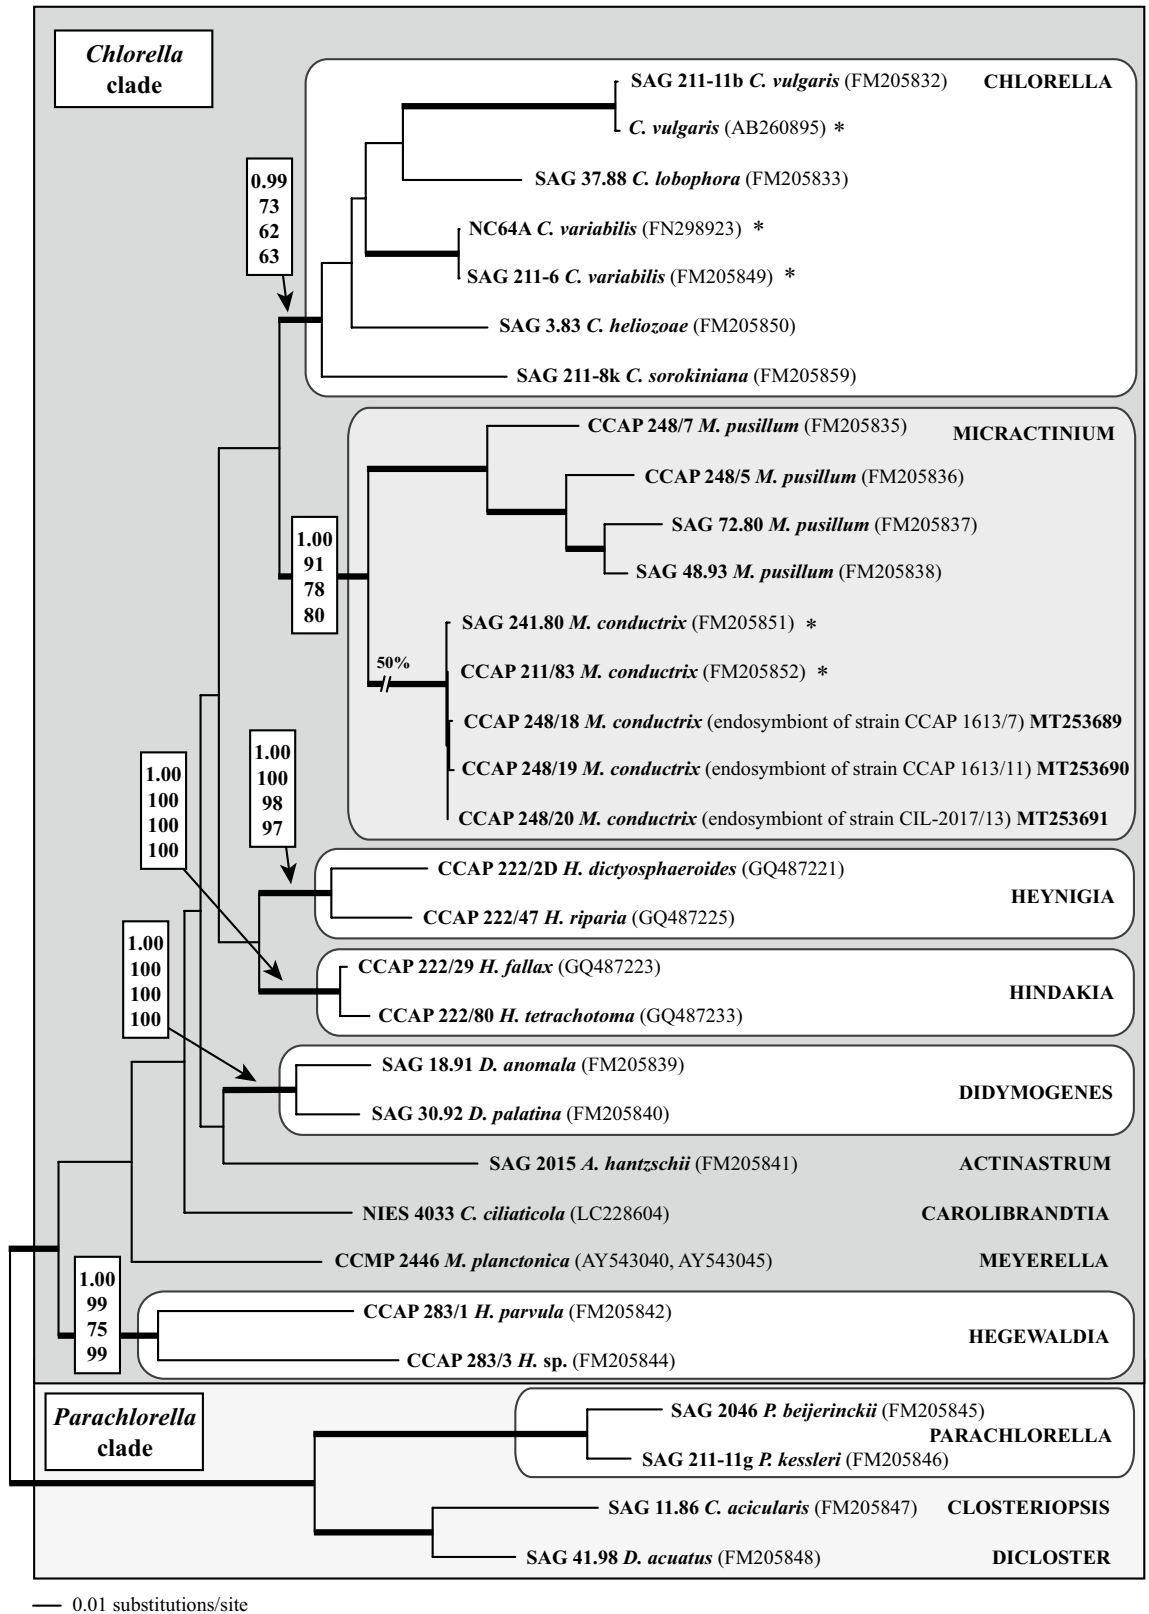 Chlorella
clade
SAG 211-11b C. vulgaris (FM205832)
CHLORELLA
C. vulgaris (AB260895) *
0.99
73
62
63
SAG 37.88 C. lobophora (FM205833)
NC64A C. variabilis (FN298923) *
SAG 211-6 C. variabilis (FM205849) *
SAG 3.83 C. heliozoae (FM205850)
SAG 211-8k C. sorokiniana (FM205859)
CCAP 248/7 M. pusillum (FM205835)
MICRACTINIUM
CCAP 248/5 M. pusillum (FM205836)
SAG 72.80 M. pusillum (FM205837)
SAG 48.93 M. pusillum (FM205838)
1.00
91
78
80
SAG 241.80 M. conductrix (FM205851) *
50%
CCAP 211/83 M. conductrix (FM205852) *
CCAP 248/18 M. conductrix (endosymbiont of strain CCAP 1613/7) MT253689
CCAP 248/19 M. conductrix (endosymbiont of strain CCAP 1613/11) MT253690
CCAP 248/20 M. conductrix (endosymbiont of strain CIL-2017/13) MT253691
1.00
100
98
97
1.00
100
100
100
CCAP 222/2D H. dictyosphaeroides (GQ487221)
HEYNIGIA
CCAP 222/47 H. riparia (GQ487225)
CCAP 222/29 H. fallax (GQ487223)
HINDAKIA
CCAP 222/80 H. tetrachotoma (GQ487233)
1.00
100
100
100
SAG 18.91 D. anomala (FM205839)
DIDYMOGENES
SAG 30.92 D. palatina (FM205840)
SAG 2015 A. hantzschii (FM205841)
ACTINASTRUM
NIES 4033 C. ciliaticola (LC228604)
CAROLIBRANDTIA
CCMP 2446 M. planctonica (AY543040, AY543045)
MEYERELLA
1.00
99
75
99
CCAP 283/1 H. parvula (FM205842)
HEGEWALDIA
CCAP 283/3 H. sp. (FM205844)
Parachlorella
clade
SAG 2046 P. beijerinckii (FM205845)
PARACHLORELLA
SAG 211-11g P. kessleri (FM205846)
SAG 11.86 C. acicularis (FM205847)
CLOSTERIOPSIS
SAG 41.98 D. acuatus (FM205848)
DICLOSTER
0.01 substitutions/site